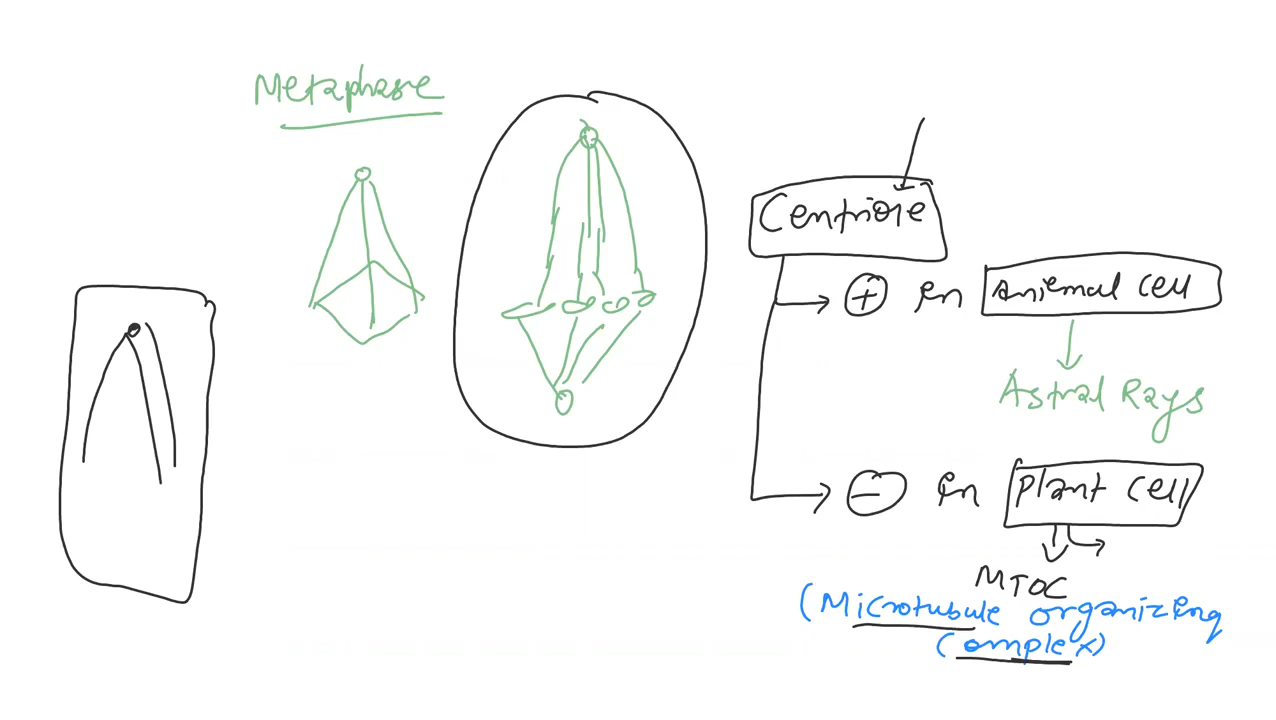 Metaphase
Centriole
+ in animal cell
Astral Rays
- in plant cell
MTOC
(Microtubule organizing
complex)